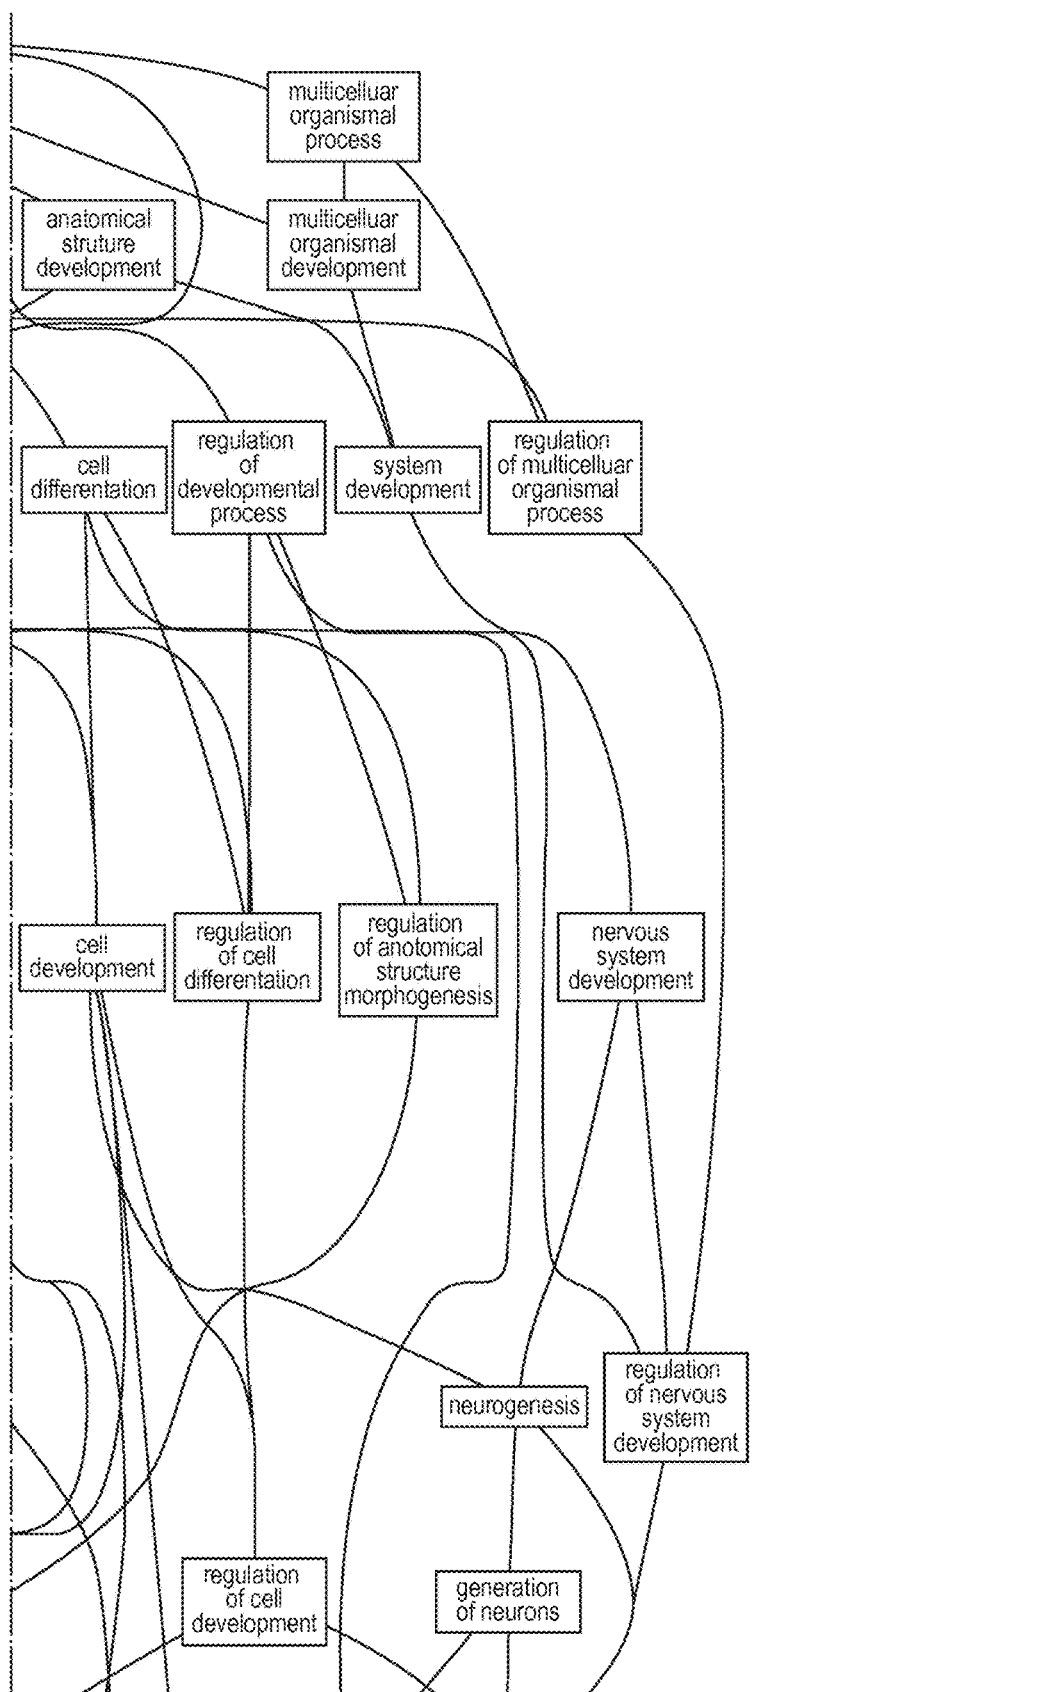 multicelluar
organismal
process
anatomical
struture
development
multicelluar
organismal
development
cell
differentation
regulation
of
developmental
process
system
development
regulation
of multicelluar
organismal
process
cell
development
regulation
of cell
differentation
regulation
of anotomical
structure
morphogenesis
nervous
system
development
neurogenesis
regulation
of nervous
system
development
regulation
of cell
development
generation
of neurons